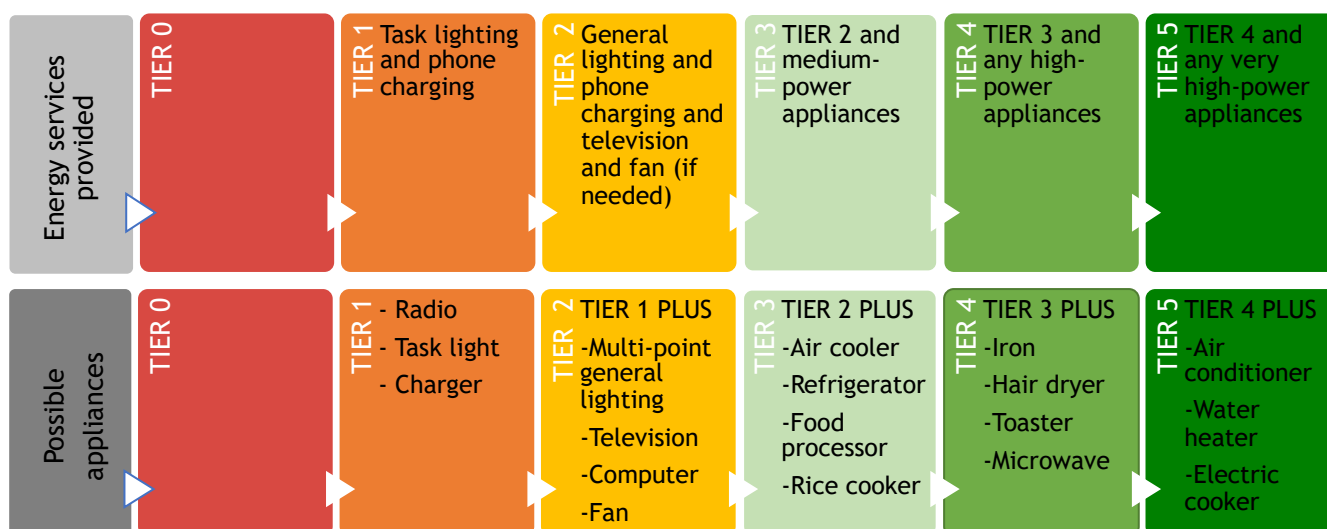 Energy services
provided
TIER 0
TIER 1
Task lighting
and phone
charging
TIER 2
General
lighting and
phone
charging and
television
and fan (if
needed)
TIER 3
TIER 2 and
medium-
power
appliances
TIER 4
TIER 3 and
any high-
power
appliances
TIER 5
TIER 4 and
any very
high-power
appliances
Possible
appliances
TIER 0
TIER 1
- Radio
- Task light
- Charger
TIER 2
TIER 1 PLUS
-Multi-point
general
lighting
-Television
-Computer
-Fan
TIER 3
TIER 2 PLUS
-Air cooler
-Refrigerator
-Food
processor
-Rice cooker
TIER 4
TIER 3 PLUS
-Iron
-Hair dryer
-Toaster
-Microwave
TIER 5
TIER 4 PLUS
-Air
conditioner
-Water
heater
-Electric
cooker